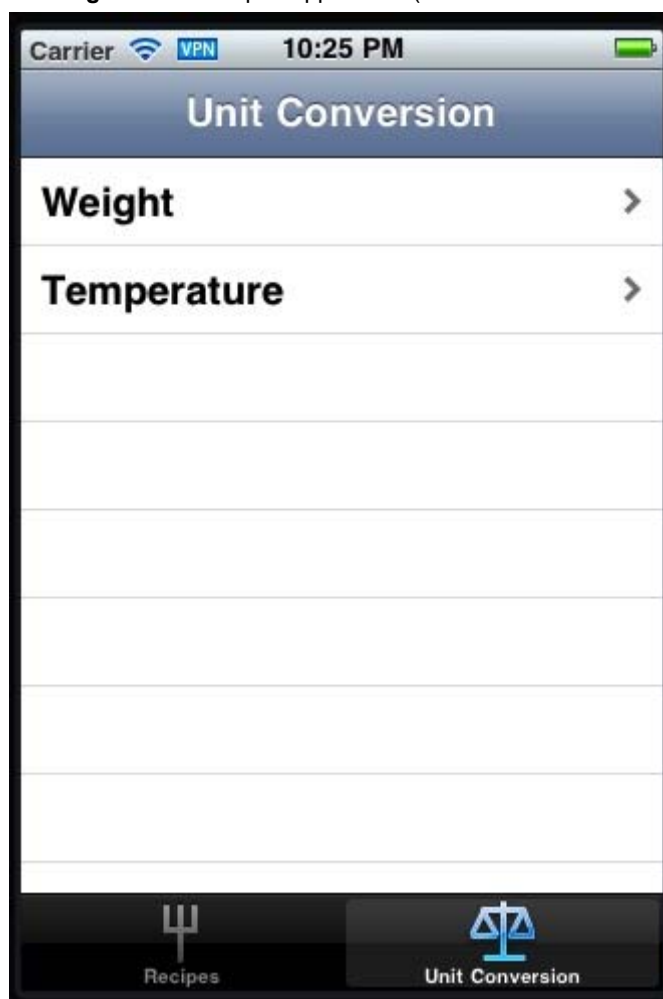 Carrier VPN 10:25 PM
Unit Conversion
Weight
Temperature
Recipes Unit Conversion